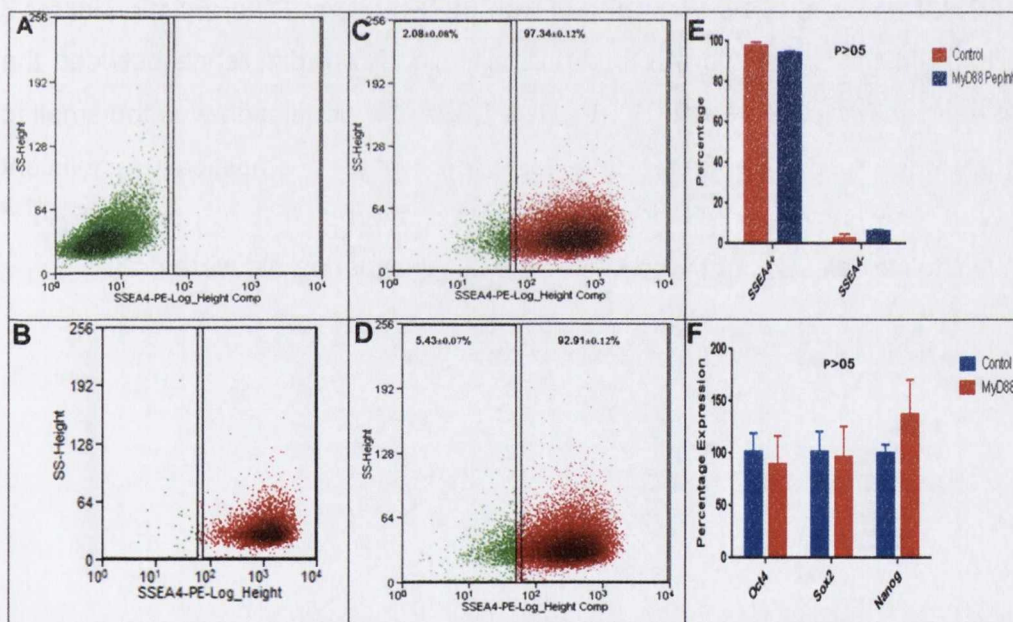 A
256
192
128
64
0
SS-Height
10⁰ 10¹ 10² 10³ 10⁴
SSEA4-PE-Log_Height Comp
B
256
192
128
64
0
SS-Height
10⁰ 10¹ 10² 10³ 10⁴
SSEA4-PE-Log_Height
C
2.08±0.08% 97.34±0.12%
256
192
128
64
0
SS-Height
10⁰ 10¹ 10² 10³ 10⁴
SSEA4-PE-Log_Height Comp
D
5.43±0.07% 92.91±0.12%
256
192
128
64
0
SS-Height
10⁰ 10¹ 10² 10³ 10⁴
SSEA4-PE-Log_Height Comp
E
P>05
Control
MyD88 PepInh
100
80
60
40
20
0
Percentage
SSEA4⁺
SSEA4-
F
P>05
Control
MyD88
200
150
100
50
0
Percentage Expression
Oct4
Sox2
Nanog